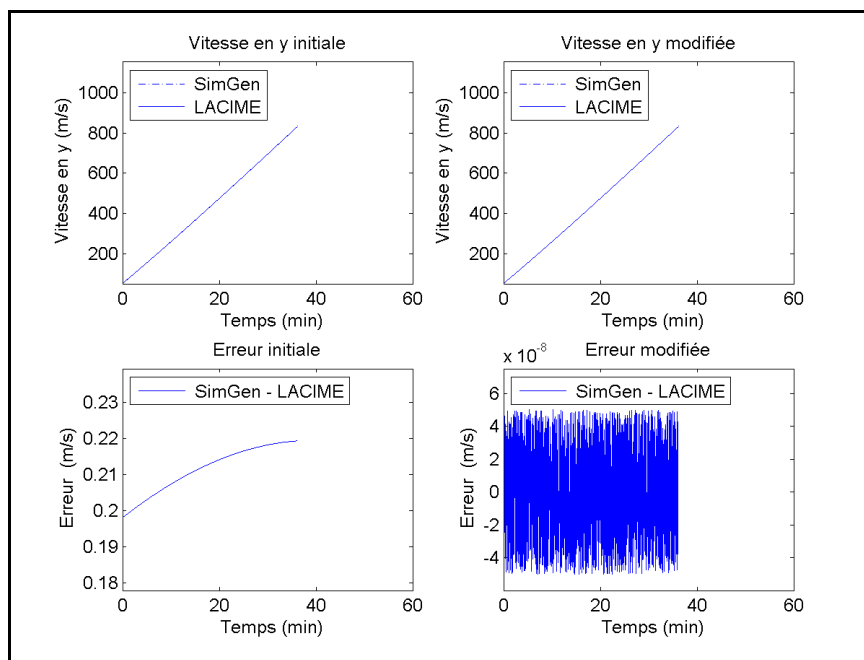 Vitesse en y initiale
SimGen
LACIME
1000
800
600
400
200
Vitesse en y (m/s)
0
20
40
60
Temps (min)
Vitesse en y modifiée
SimGen
LACIME
1000
800
600
400
200
Vitesse en y (m/s)
0
20
40
60
Temps (min)
Erreur initiale
SimGen - LACIME
0.23
0.22
0.21
0.2
0.19
0.18
Erreur (m/s)
0
20
40
60
Temps (min)
Erreur modifiée
x 10-8
SimGen - LACIME
6
4
2
0
-2
-4
Erreur (m/s)
0
20
40
60
Temps (min)